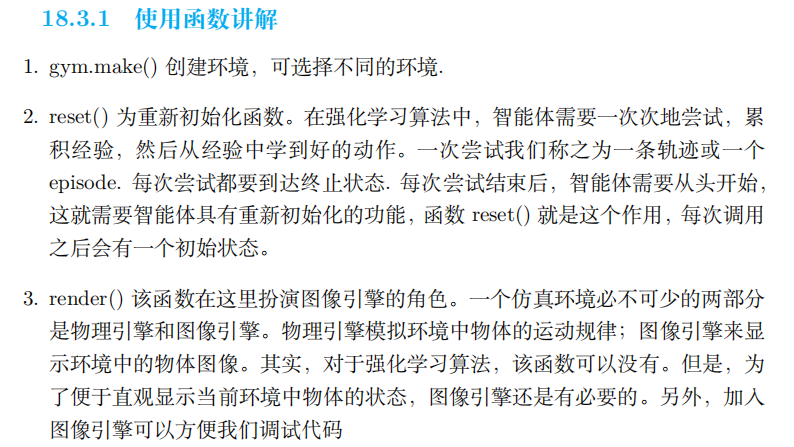 18.3.1 使用函数讲解
1. gym.make() 创建环境，可选择不同的环境.
2. reset() 为重新初始化函数。在强化学习算法中，智能体需要一次次地尝试，累
积经验，然后从经验中学到好的动作。一次尝试我们称之为一条轨迹或一个
episode. 每次尝试都要到达终止状态. 每次尝试结束后，智能体需要从头开始，
这就需要智能体具有重新初始化的功能，函数 reset() 就是这个作用，每次调用
之后会有一个初始状态。
3. render() 该函数在这里扮演图像引擎的角色。一个仿真环境必不可少的两部分
是物理引擎和图像引擎。物理引擎模拟环境中物体的运动规律；图像引擎来显
示环境中的物体图像。其实，对于强化学习算法，该函数可以没有。但是，为
了便于直观显示当前环境中物体的状态，图像引擎还是有必要的。另外，加入
图像引擎可以方便我们调试代码